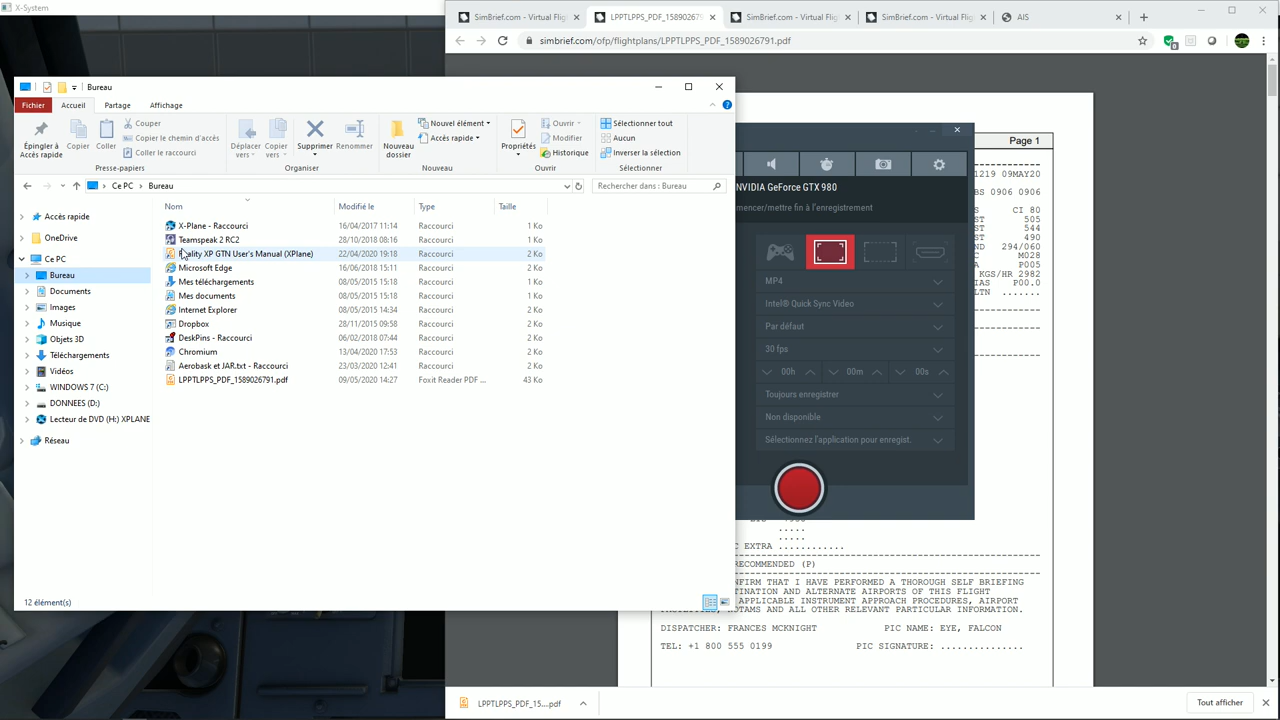 X-System
SimBrief.com - Virtual Flig
LPPTLPPS_PDF_158902679
SimBrief.com - Virtual Flig
SimBrief.com - Virtual Flig
AIS
simbrief.com/ofp/flightplans/LPPTLPPS_PDF_1589026791.pdf
Bureau
Fichier
Accueil
Partage
Affichage
Épingler à
Accès rapide
Copier
Coller
Couper
Copier le chemin d'accès
Coller le raccourci
Presse-papiers
Déplacer
vers
Copier
vers
Supprimer
Renommer
Organiser
Nouveau
dossier
Nouvel élément
Accès rapide
Nouveau
Propriétés
Ouvrir
Modifier
Historique
Ouvrir
Sélectionner tout
Aucun
Inverser la sélection
Sélectionner
Ce PC > Bureau
Rechercher dans : Bureau
Nom Modifié le Type Taille
X-Plane - Raccourci 16/04/2017 11:14 Raccourci 1 Ko
Teamspeak 2 RC2 28/10/2018 08:16 Raccourci 1 Ko
Reality XP GTN User's Manual (XPlane) 22/04/2020 19:18 Raccourci 2 Ko
Microsoft Edge 16/06/2018 15:11 Raccourci 2 Ko
Mes téléchargements 08/05/2015 15:18 Raccourci 1 Ko
Mes documents 08/05/2015 15:18 Raccourci 2 Ko
Internet Explorer 08/05/2015 14:34 Raccourci 2 Ko
Dropbox 28/11/2015 09:58 Raccourci 2 Ko
DeskPins - Raccourci 06/02/2018 07:44 Raccourci 2 Ko
Chromium 13/04/2020 17:53 Raccourci 2 Ko
Aerobask et JAR.txt - Raccourci 23/03/2020 12:41 Raccourci 2 Ko
LPPTLPPS_PDF_1589026791.pdf 09/05/2020 14:27 Foxit Reader PDF ... 43 Ko
Accès rapide
OneDrive
Ce PC
Bureau
Documents
Images
Musique
Objets 3D
Téléchargements
Vidéos
WINDOWS 7 (C:)
DONNEES (D:)
Lecteur de DVD (H:) XPLANE
Réseau
12 élément(s)
NVIDIA GeForce GTX 980
mencer/mettre fin à l'enregistrement
MP4
Intel® Quick Sync Video
Par défaut
30 fps
00h 00m 00s
Toujours enregistrer
Non disponible
Sélectionnez l'application pour enregist.
Page 1
1219 09MAY20
BS 0906 0906
CI 80
ST 505
ST 544
ST 490
ND 294/060
C M028
A P005
KGS/HR 2982
IAS P00.0
LTN .......
.....
.....
C EXTRA ............
RECOMMENDED (P)
NFIRM THAT I HAVE PERFORMED A THOROUGH SELF BRIEFING
TINATION AND ALTERNATE AIRPORTS OF THIS FLIGHT
APPLICABLE INSTRUMENT APPROACH PROCEDURES, AIRPORT
NOTAMS AND ALL OTHER RELEVANT PARTICULAR INFORMATION.
DISPATCHER: FRANCES MCKNIGHT PIC NAME: EYE, FALCON
TEL: +1 800 555 0199 PIC SIGNATURE: ...............
LPPTLPPS_PDF_15....pdf
Tout afficher